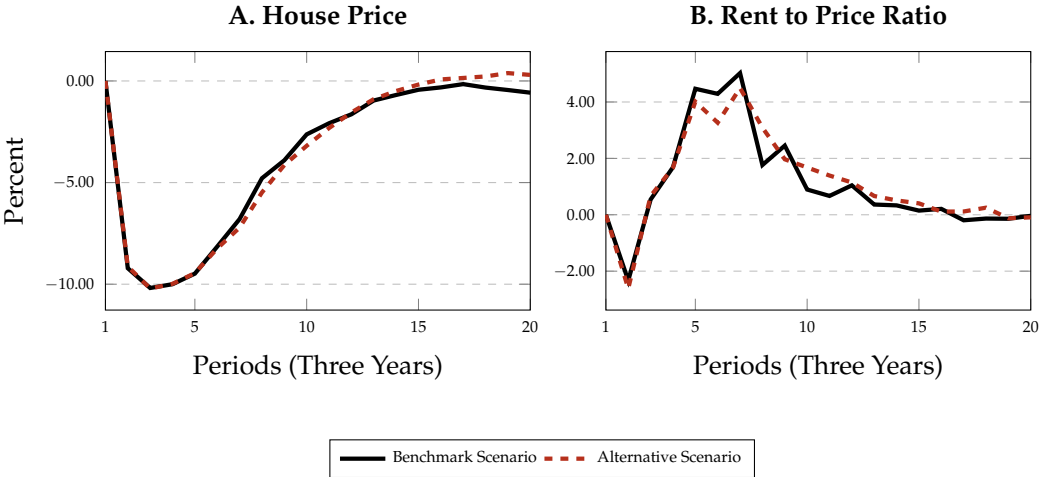 A. House Price
B. Rent to Price Ratio
Percent
0.00
−5.00
−10.00
1 5 10 15 20
Periods (Three Years)
4.00
2.00
0.00
−2.00
1 5 10 15 20
Periods (Three Years)
Benchmark Scenario Alternative Scenario